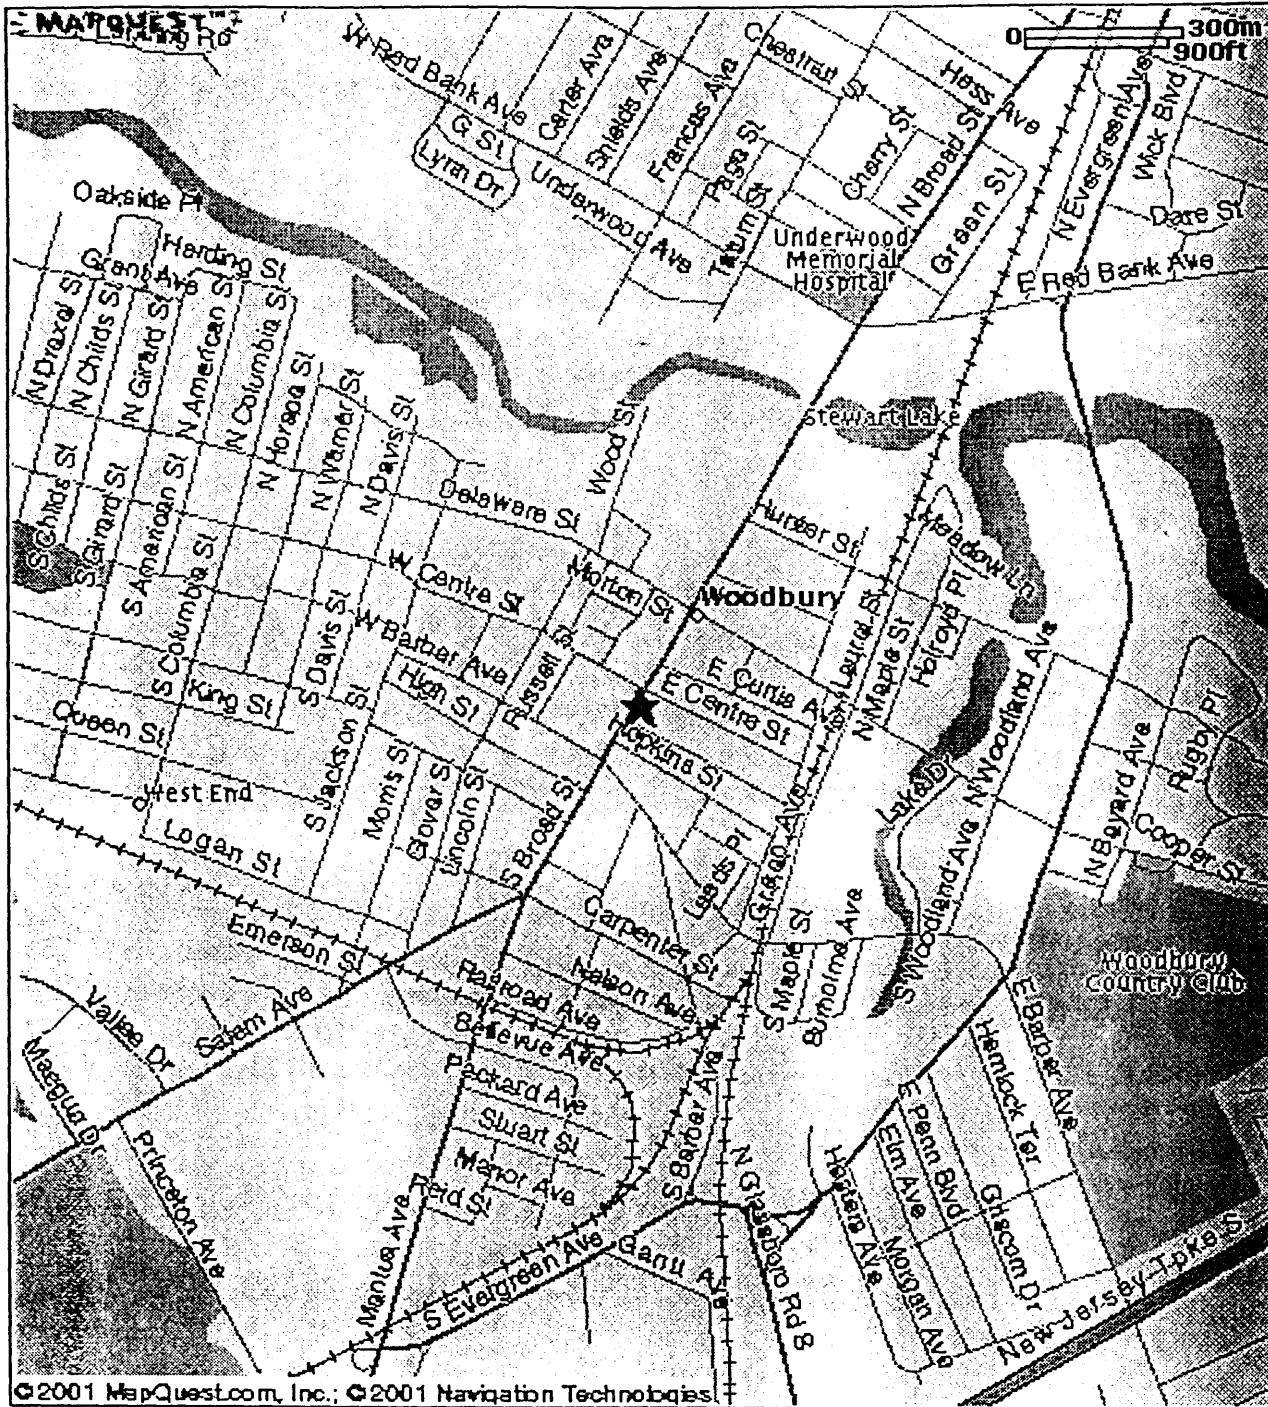 MAPQUEST
Lansing Rd
0 300m
900ft
W Red Bank Ave
Carter Ave
Shields Ave
Frances Ave
Chestnut St
Hess Ave
N Evergreen Ave
Wick Blvd
G St
Lynn Dr
Underwood Ave
Page St
Tatum St
Cherry St
N Broad St
Green St
Dare St
E Red Bank Ave
Underwood
Memorial
Hospital
Oakside Pl
Harding St
Grant Ave
N Drexel St
N Childs St
N Girard St
N American St
N Columbia St
N Horace St
N Warner St
N Davis St
Wood St
Stewart Lake
Delaware St
Hunter St
Meadow Ln
S Childs St
S Girard St
S American St
S Columbia St
W Centre St
Morton St
Woodbury
N Maple St
Holroyd Pl
N Woodland Ave
W Barber Ave
S Davis St
Russell St
High St
E Curtis Ave
E Centre St
Hopkins St
King St
Queen St
S Jackson St
Morris St
Glover St
Lincoln St
S Broad St
Lake Dr
N Bayard Ave
Rugby Pl
Cooper St
West End
Logan St
Leeds Pl
Green Ave
S Woodland Ave
Emerson St
Carpenter St
Nelson Ave
S Maple St
Woodbury
Country Club
Railroad Ave
Bellevue Ave
Packard Ave
Stuart St
Manor Ave
Reid St
Vallee Dr
Salem Ave
Princeton Ave
Mantua Ave
S Barber Ave
E Barber Ave
Hemlock Ter
E Penn Blvd
Elm Ave
Griscom Dr
Morgan Ave
N Glassboro Rd
S Evergreen Ave
Gantt Ave
New Jersey Tpke S
©2001 MapQuest.com, Inc.; ©2001 Navigation Technologies